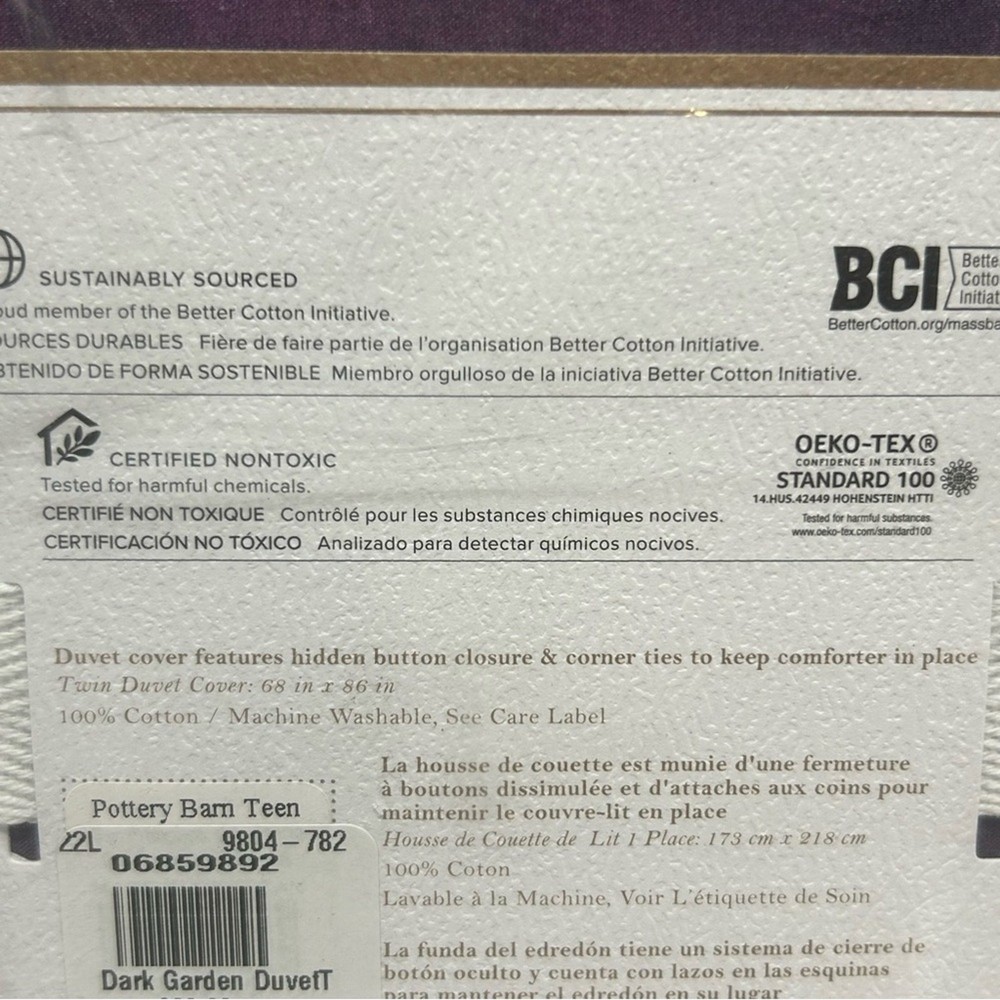 SUSTAINABLY SOURCED
oud member of the Better Cotton Initiative.
OURCES DURABLES Fière de faire partie de l'organisation Better Cotton Initiative.
BTENIDO DE FORMA SOSTENIBLE Miembro orgulloso de la iniciativa Better Cotton Initiative.
BCI
Bette
Cotto
Initiat
BetterCotton.org/massba
CERTIFIED NONTOXIC
Tested for harmful chemicals.
CERTIFIÉ NON TOXIQUE Contrôlé pour les substances chimiques nocives.
CERTIFICACIÓN NO TÓXICO Analizado para detectar químicos nocivos.
OEKO-TEX®
CONFIDENCE IN TEXTILES
STANDARD 100
14.HUS.42449 HOHENSTEIN HTTI
Tested for harmful substances.
www.oeko-tex.com/standard100
Duvet cover features hidden button closure & corner ties to keep comforter in place
Twin Duvet Cover: 68 in x 86 in
100% Cotton / Machine Washable, See Care Label
La housse de couette est munie d'une fermeture
à boutons dissimulée et d'attaches aux coins pour
maintenir le couvre-lit en place
Housse de Couette de Lit 1 Place: 173 cm x 218 cm
100% Coton
Lavable à la Machine, Voir L'étiquette de Soin
La funda del edredón tiene un sistema de cierre de
botón oculto y cuenta con lazos en las esquinas
para mantener el edredón en su lugar
Pottery Barn Teen
22L 9804-782
06859892
Dark Garden DuvetT